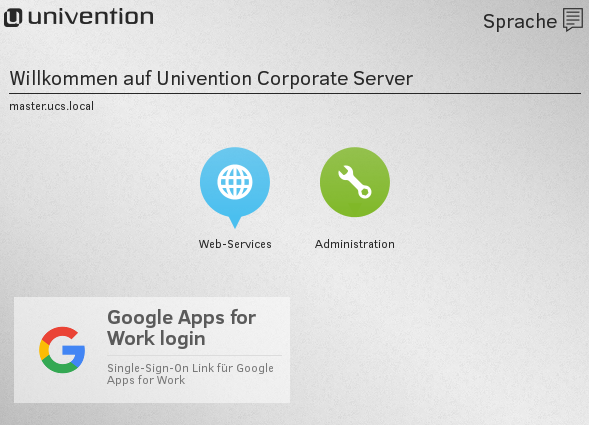 univention
Sprache
Willkommen auf Univention Corporate Server
master.ucs.local
Web-Services
Administration
Google Apps for
Work login
Single-Sign-On Link für Google
Apps for Work